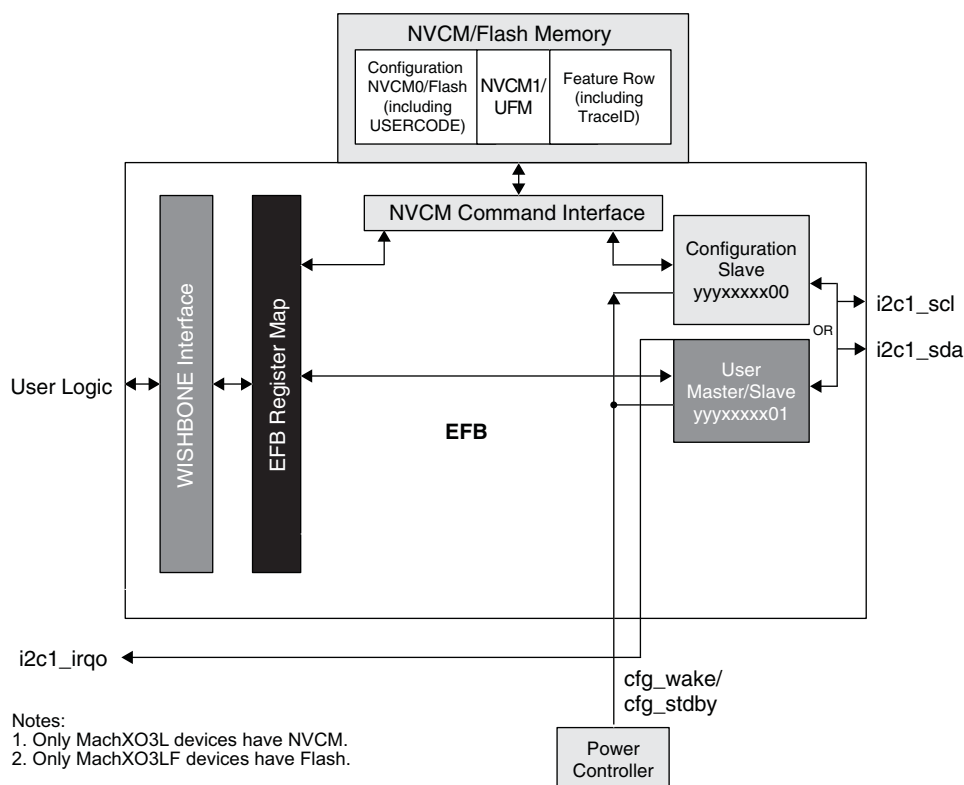 NVCM/Flash Memory
Configuration
NVCM0/Flash
(including
USERCODE)
NVCM1/
UFM
Feature Row
(including
TraceID)
NVCM Command Interface
Configuration
Slave
yyyxxxxx00
i2c1_scl
OR
i2c1_sda
User
Master/Slave
yyyxxxxx01
User Logic
WISHBONE Interface
EFB Register Map
EFB
i2c1_irqo
cfg_wake/
cfg_stdby
Power
Controller
Notes:
1. Only MachXO3L devices have NVCM.
2. Only MachXO3LF devices have Flash.